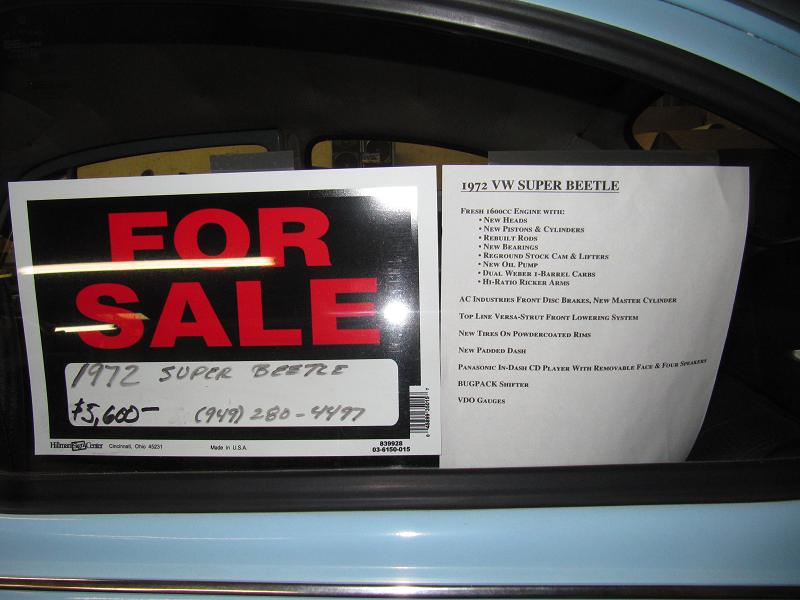 FOR
SALE
1972 SUPER BEETLE
$5,600- (949) 280-4497
Hillman Sign Center Cincinnati, Ohio 45231 Made in U.S.A. 839928
03-6150-015
1972 VW SUPER BEETLE
FRESH 1600CC ENGINE WITH:
• NEW HEADS
• NEW PISTONS & CYLINDERS
• REBUILT RODS
• NEW BEARINGS
• REGROUND STOCK CAM & LIFTERS
• NEW OIL PUMP
• DUAL WEBER 1-BARREL CARBS
• HI-RATIO RICKER ARMS
AC INDUSTRIES FRONT DISC BRAKES, NEW MASTER CYLINDER
TOP LINE VERSA-STRUT FRONT LOWERING SYSTEM
NEW TIRES ON POWDERCOATED RIMS
NEW PADDED DASH
PANASONIC IN-DASH CD PLAYER WITH REMOVABLE FACE & FOUR SPEAKERS
BUGPACK SHIFTER
VDO GAUGES